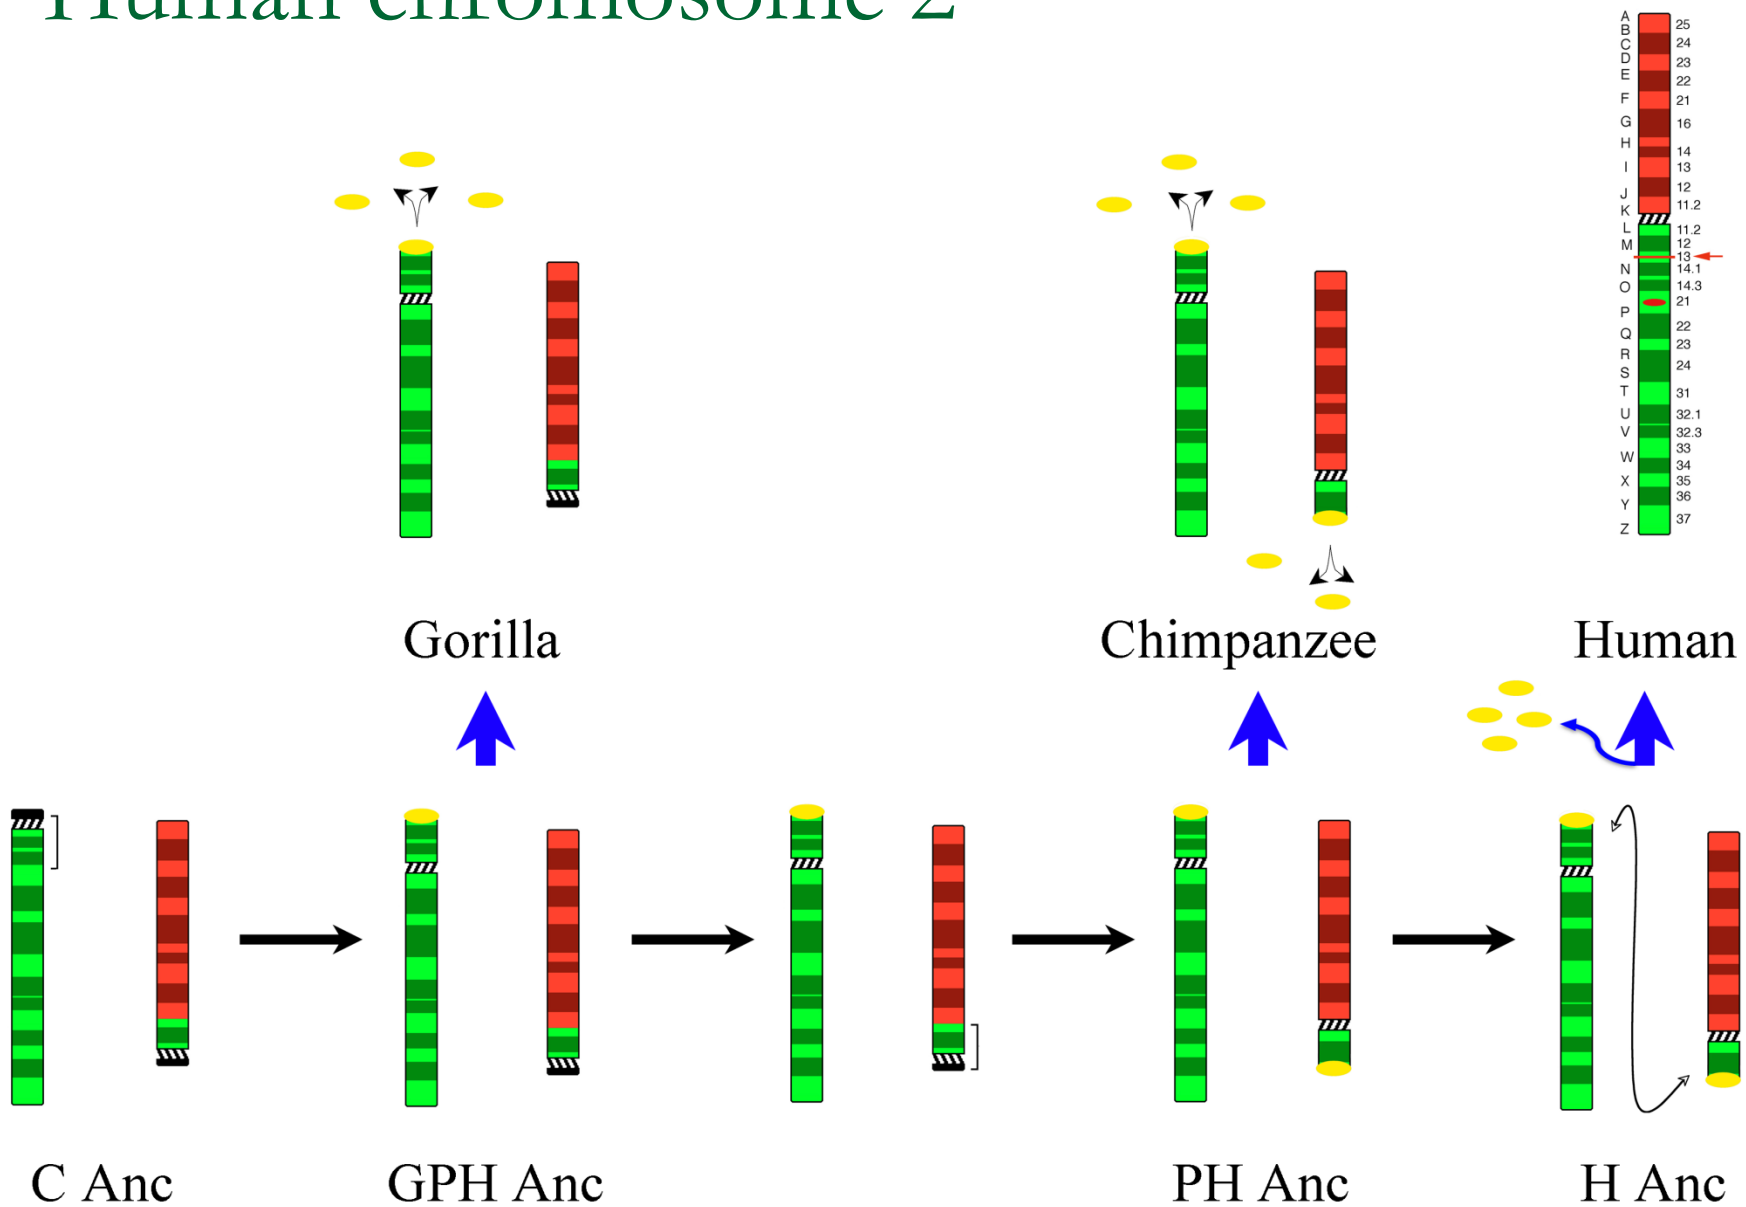 Human chromosome 2
A
B
C
D
E
F
G
H
I
J
K
L
M
N
O
P
Q
R
S
T
U
V
W
X
Y
Z
25
24
23
22
21
16
14
13
12
11.2
11.2
12
13
14.1
14.3
21
22
23
24
31
32.1
32.3
33
34
35
36
37
Gorilla
Chimpanzee
Human
C Anc
GPH Anc
PH Anc
H Anc